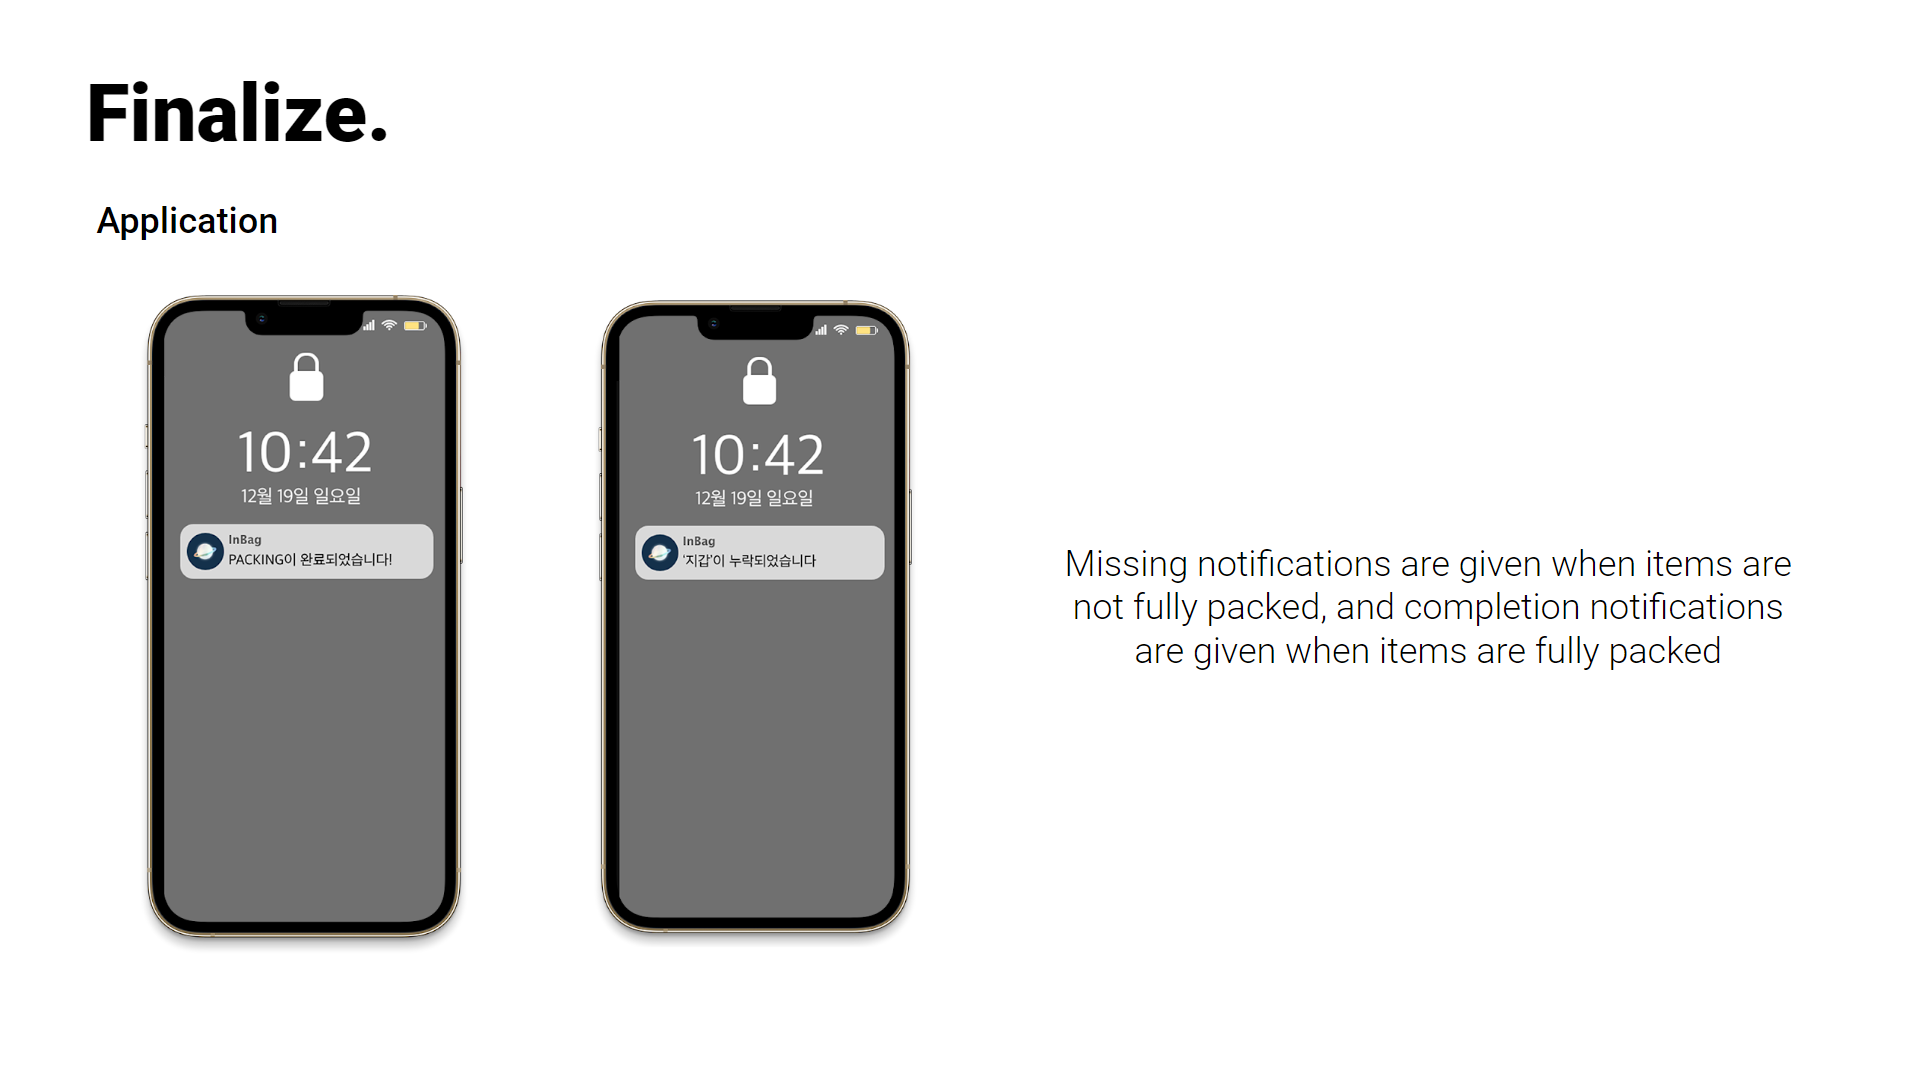 Finalize.
Application
10:42
12월 19일 일요일
InBag
PACKING이 완료되었습니다!
10:42
12월 19일 일요일
InBag
'지갑'이 누락되었습니다
Missing notifications are given when items are
not fully packed, and completion notifications
are given when items are fully packed